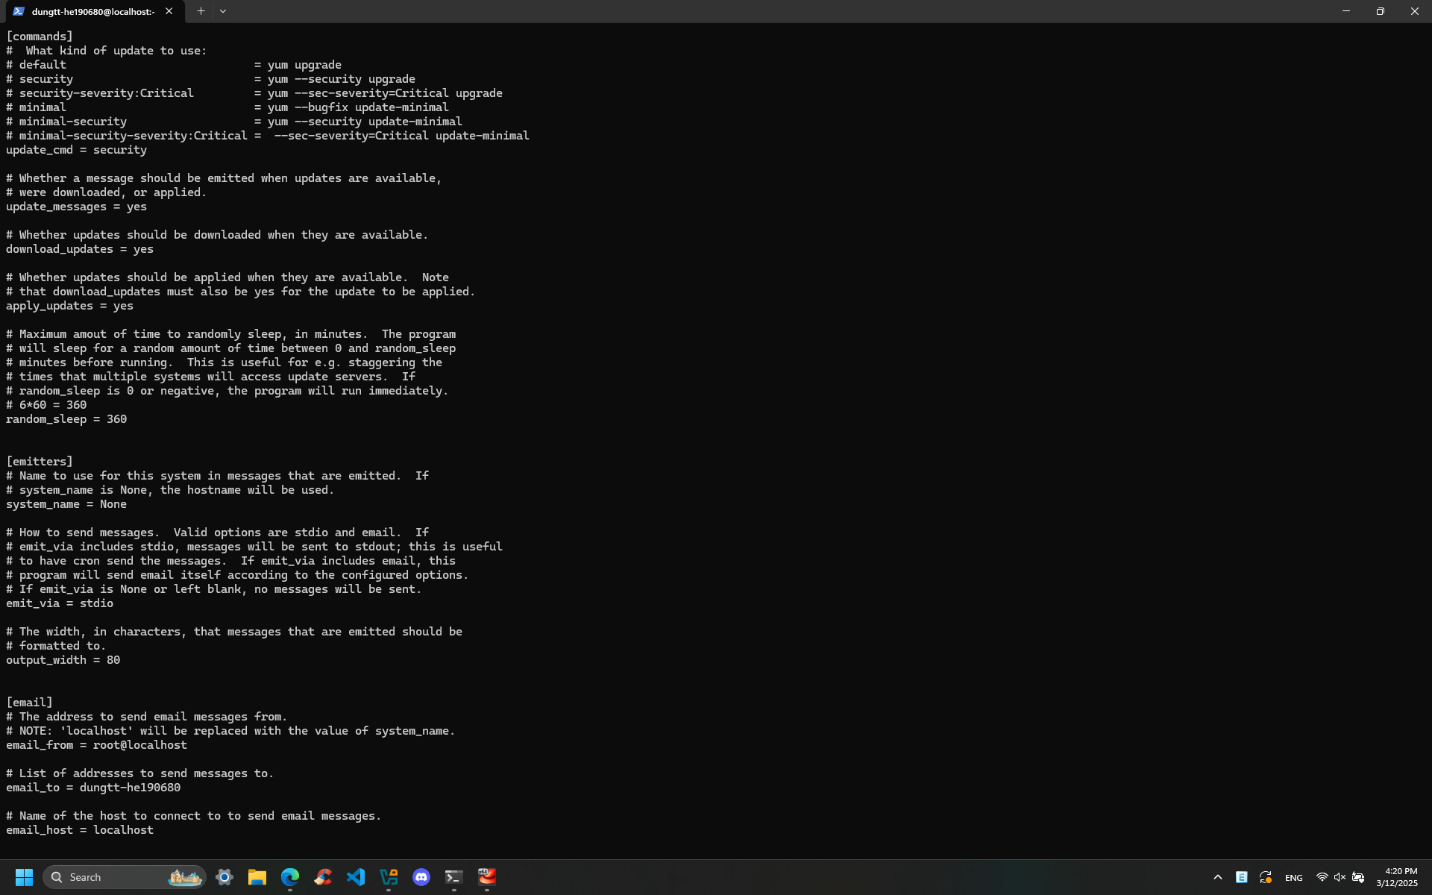 dungtt-he190680@localhost:-
[commands]
#  What kind of update to use:
# default                            = yum upgrade
# security                           = yum --security upgrade
# security-severity:Critical         = yum --sec-severity=Critical upgrade
# minimal                            = yum --bugfix update-minimal
# minimal-security                   = yum --security update-minimal
# minimal-security-severity:Critical =  --sec-severity=Critical update-minimal
update_cmd = security
# Whether a message should be emitted when updates are available,
# were downloaded, or applied.
update_messages = yes
# Whether updates should be downloaded when they are available.
download_updates = yes
# Whether updates should be applied when they are available.  Note
# that download_updates must also be yes for the update to be applied.
apply_updates = yes
# Maximum amout of time to randomly sleep, in minutes.  The program
# will sleep for a random amount of time between 0 and random_sleep
# minutes before running.  This is useful for e.g. staggering the
# times that multiple systems will access update servers.  If
# random_sleep is 0 or negative, the program will run immediately.
# 6*60 = 360
random_sleep = 360
[emitters]
# Name to use for this system in messages that are emitted.  If
# system_name is None, the hostname will be used.
system_name = None
# How to send messages.  Valid options are stdio and email.  If
# emit_via includes stdio, messages will be sent to stdout; this is useful
# to have cron send the messages.  If emit_via includes email, this
# program will send email itself according to the configured options.
# If emit_via is None or left blank, no messages will be sent.
emit_via = stdio
# The width, in characters, that messages that are emitted should be
# formatted to.
output_width = 80
[email]
# The address to send email messages from.
# NOTE: 'localhost' will be replaced with the value of system_name.
email_from = root@localhost
# List of addresses to send messages to.
email_to = dungtt-he190680
# Name of the host to connect to to send email messages.
email_host = localhost
Search
ENG
4:20 PM
3/12/2025